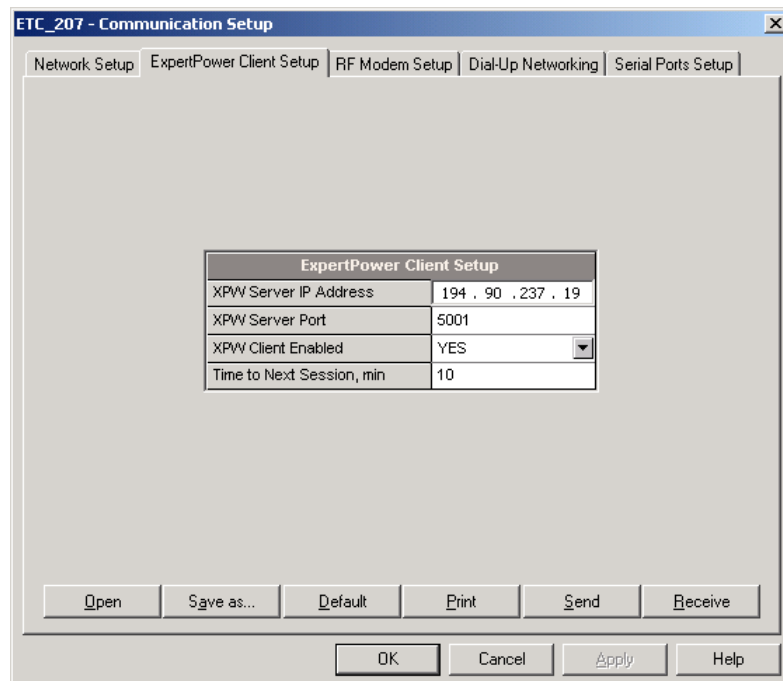 ETC_207 - Communication Setup
Network Setup ExpertPower Client Setup RF Modem Setup Dial-Up Networking Serial Ports Setup
ExpertPower Client Setup
XPW Server IP Address 194 . 90 . 237 . 19
XPW Server Port 5001
XPW Client Enabled YES
Time to Next Session, min 10
Open Save as... Default Print Send Receive
OK Cancel Apply Help